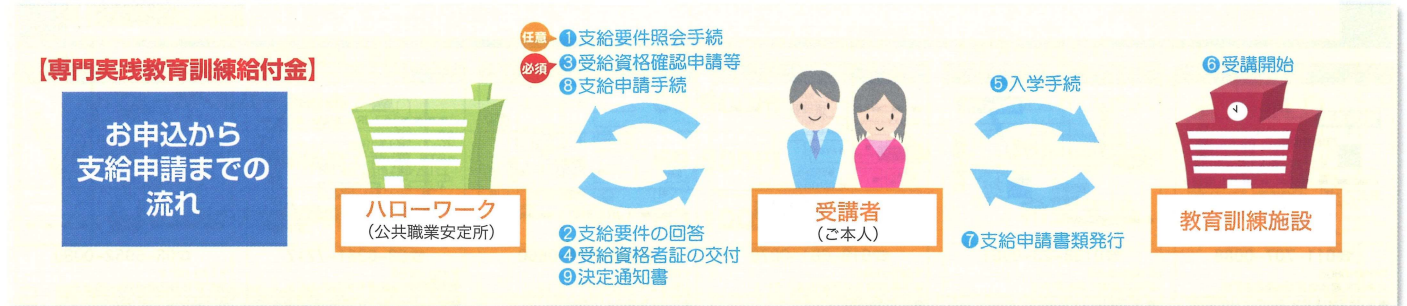 【専門実践教育訓練給付金】
お申込から
支給申請までの
流れ
任意 ❶支給要件照会手続
必須 ❸受給資格確認申請等
❽支給申請手続
ハローワーク
(公共職業安定所)
❷支給要件の回答
❹受給資格者証の交付
❾決定通知書
受講者
(ご本人)
❺入学手続
❼支給申請書類発行
❻受講開始
教育訓練施設